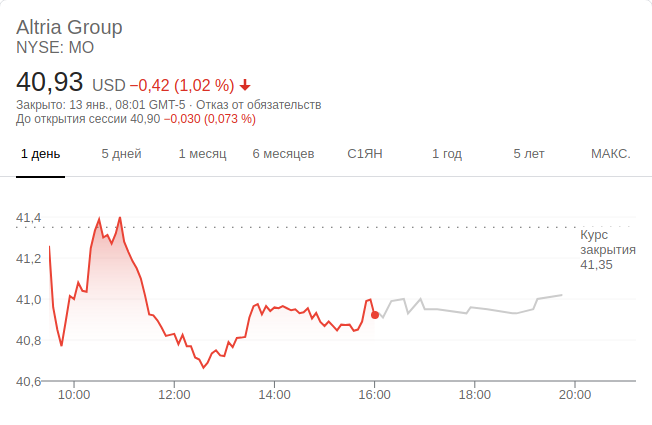 Altria Group
NYSE: MO
40,93 USD −0,42 (1,02 %)
Закрыто: 13 янв., 08:01 GMT-5 · Отказ от обязательств
До открытия сессии 40,90 −0,030 (0,073 %)
1 день 5 дней 1 месяц 6 месяцев С1ЯН 1 год 5 лет МАКС.
41,4
Курс
закрытия
41,35
41,2
41,0
40,8
40,6
10:00 12:00 14:00 16:00 18:00 20:00